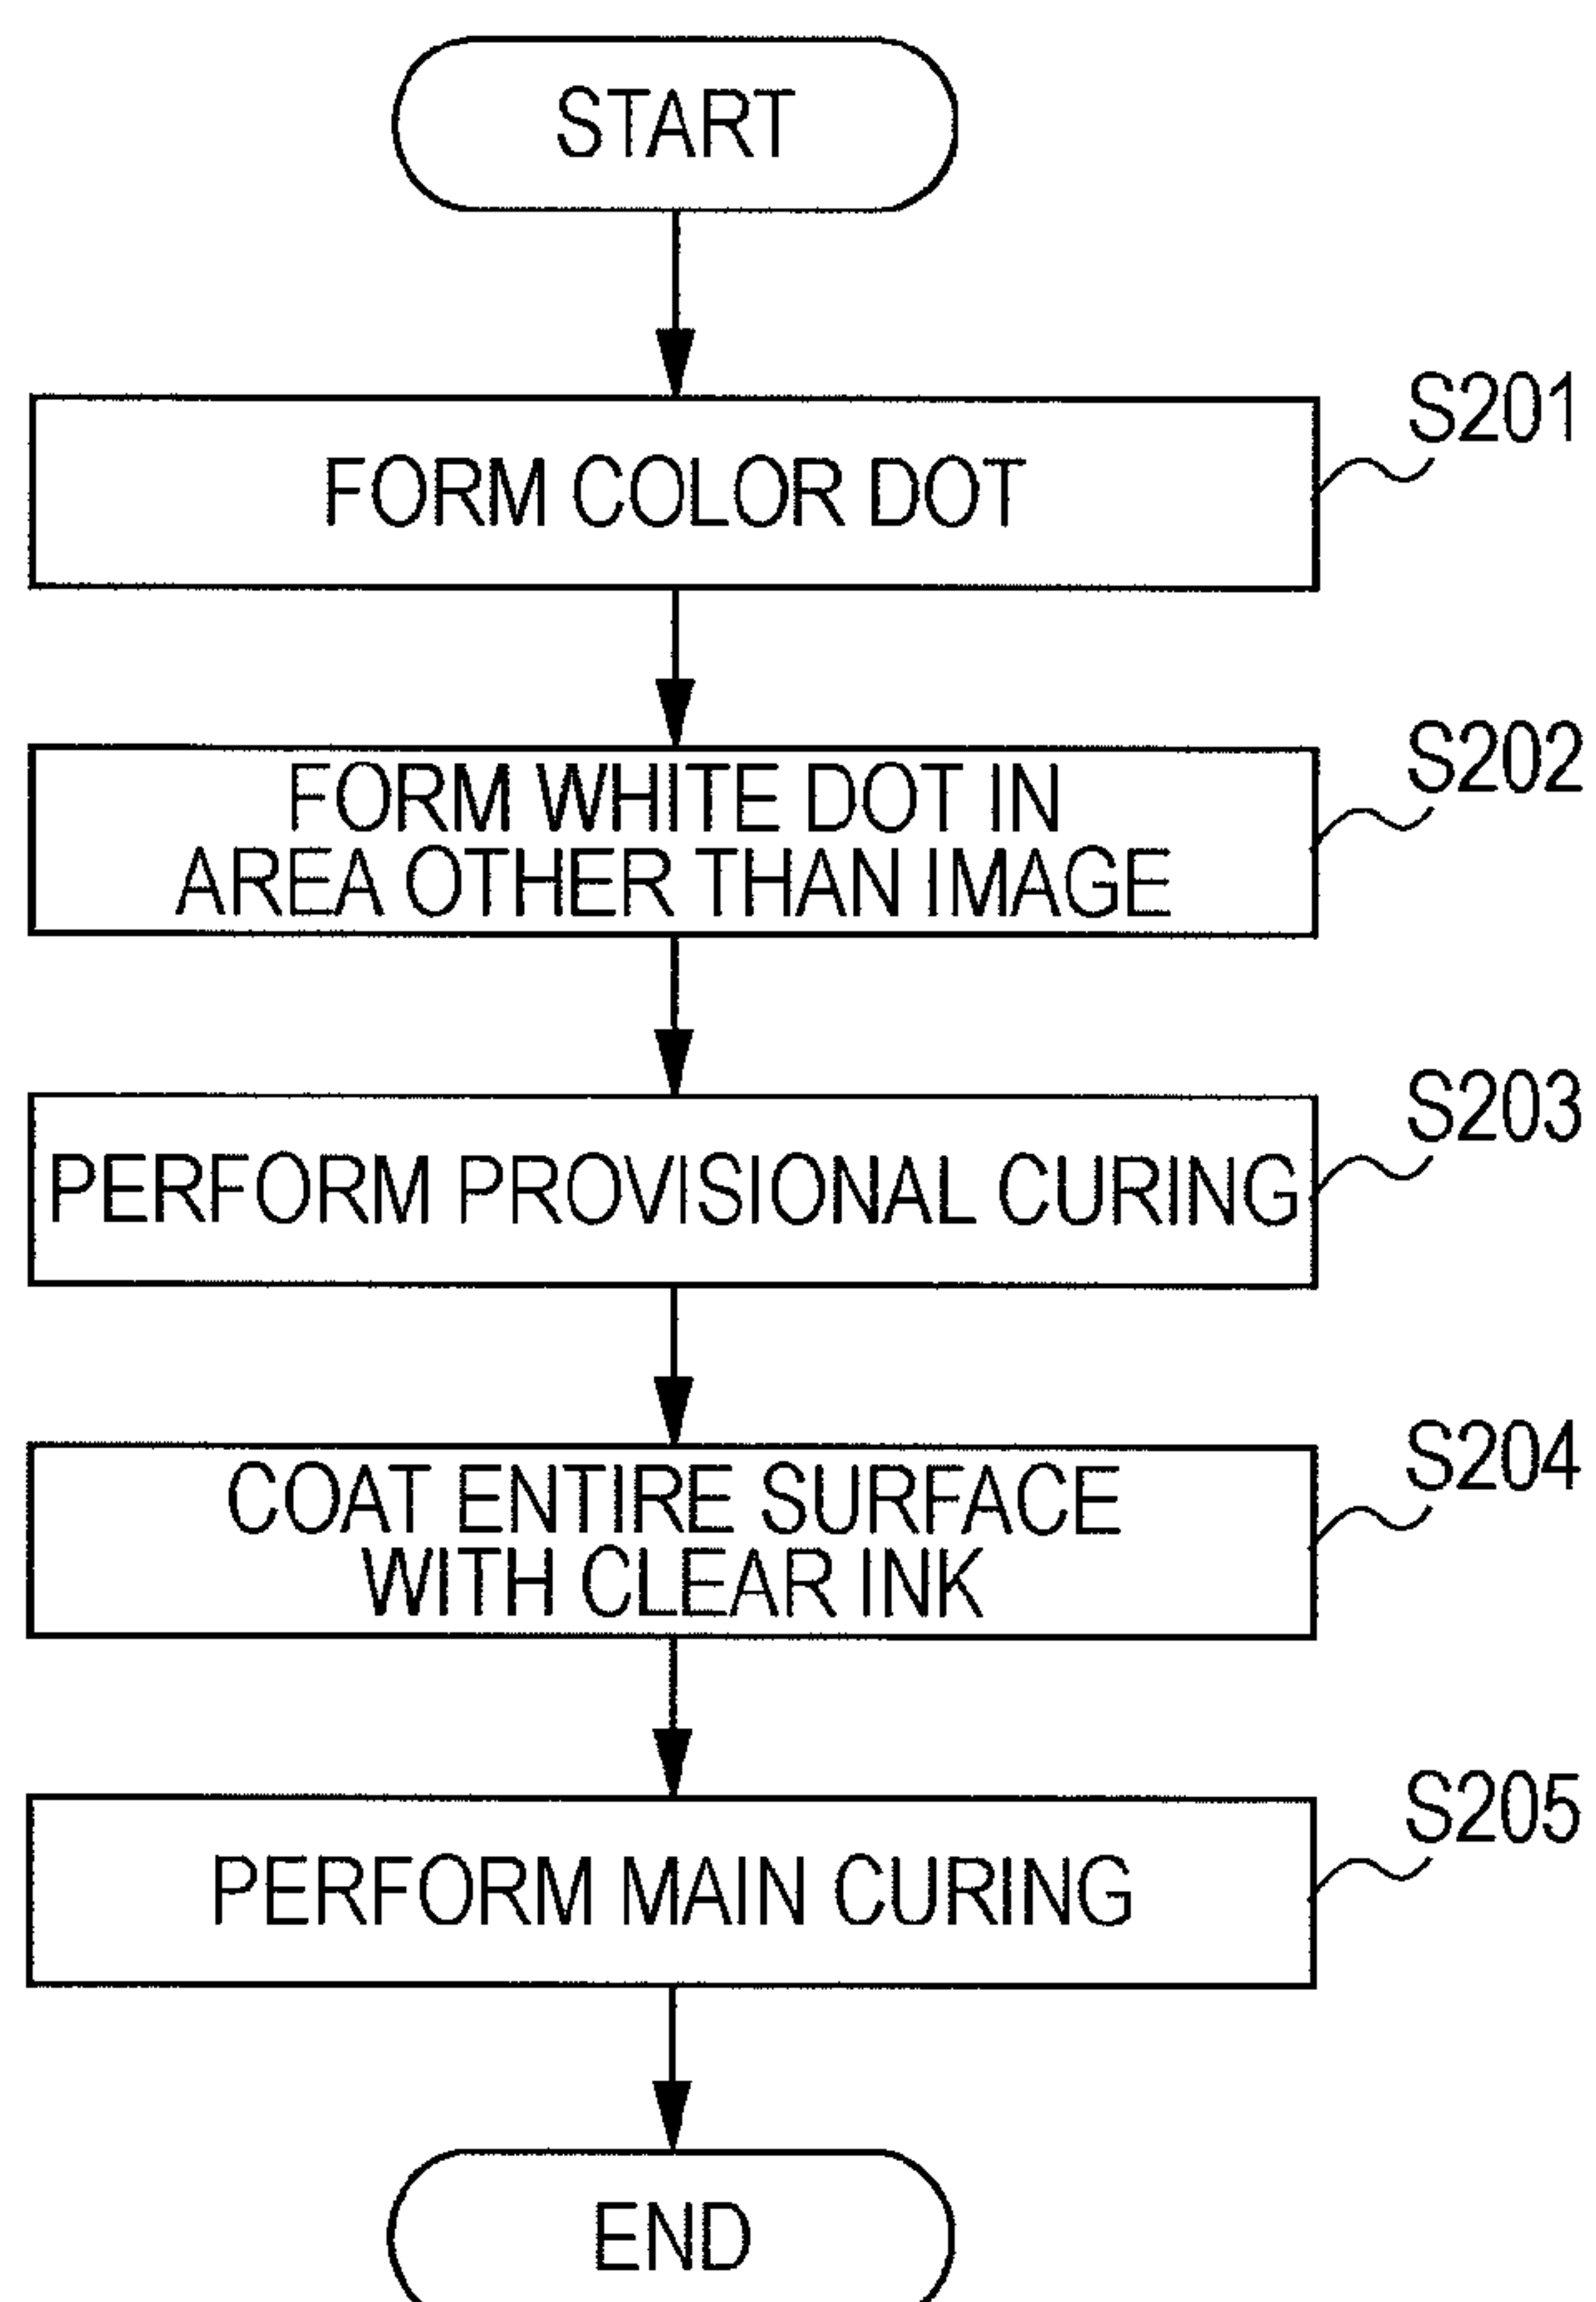 START
S201
FORM COLOR DOT
S202
FORM WHITE DOT IN
AREA OTHER THAN IMAGE
S203
PERFORM PROVISIONAL CURING
S204
COAT ENTIRE SURFACE
WITH CLEAR INK
S205
PERFORM MAIN CURING
END